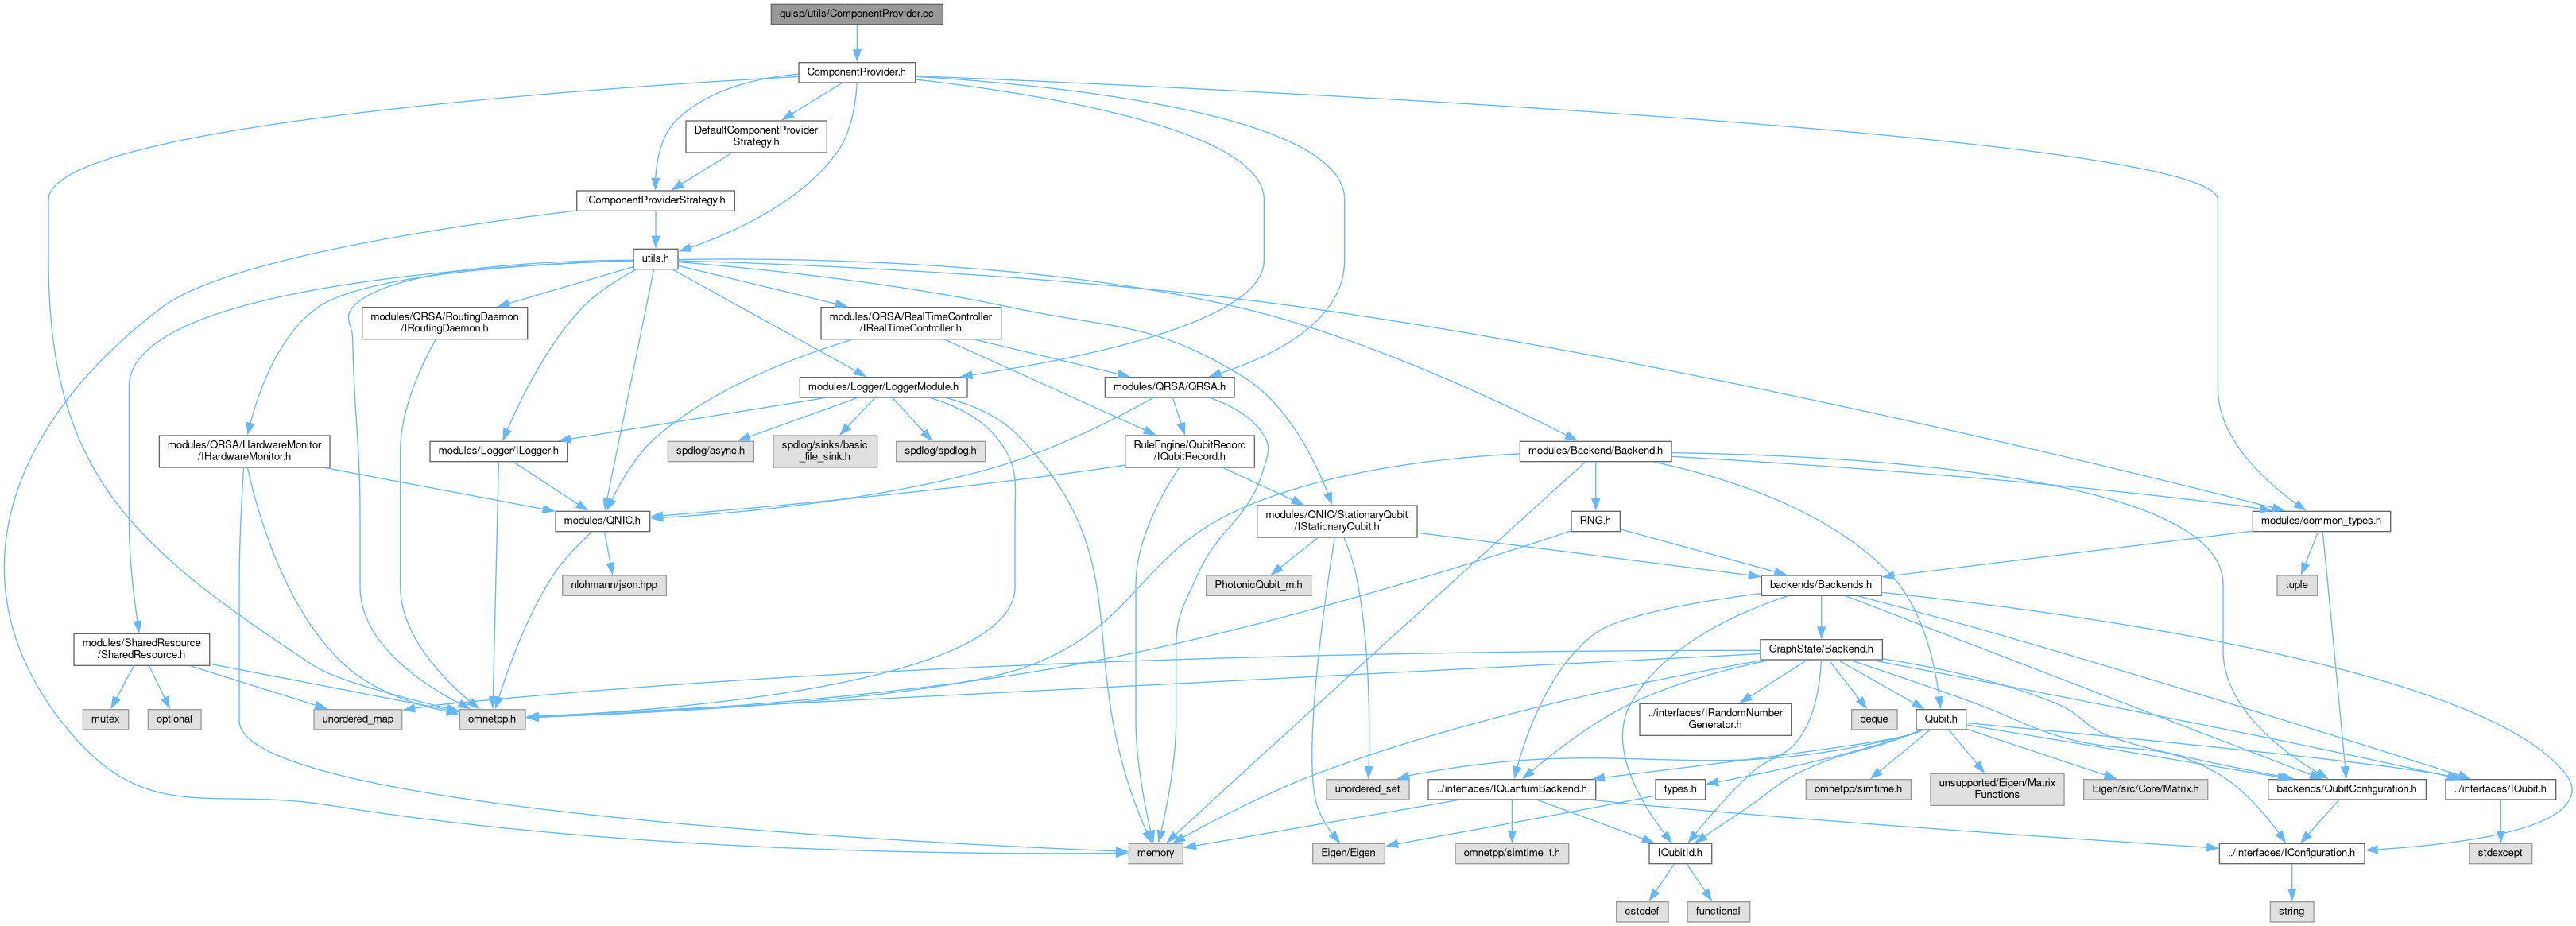 quisp/utils/ComponentProvider.cc
ComponentProvider.h
DefaultComponentProvider
Strategy.h
IComponentProviderStrategy.h
utils.h
modules/QRSA/RoutingDaemon
/IRoutingDaemon.h
modules/QRSA/RealTimeController
/IRealTimeController.h
modules/Logger/LoggerModule.h
modules/QRSA/QRSA.h
modules/QRSA/HardwareMonitor
/IHardwareMonitor.h
modules/Logger/ILogger.h
spdlog/async.h
spdlog/sinks/basic
_file_sink.h
spdlog/spdlog.h
RuleEngine/QubitRecord
/IQubitRecord.h
modules/Backend/Backend.h
modules/QNIC.h
modules/QNIC/StationaryQubit
/IStationaryQubit.h
RNG.h
modules/common_types.h
nlohmann/json.hpp
PhotonicQubit_m.h
backends/Backends.h
tuple
modules/SharedResource
/SharedResource.h
GraphState/Backend.h
mutex
optional
unordered_map
omnetpp.h
../interfaces/IRandomNumber
Generator.h
deque
Qubit.h
unordered_set
../interfaces/IQuantumBackend.h
types.h
omnetpp/simtime.h
unsupported/Eigen/Matrix
Functions
Eigen/src/Core/Matrix.h
backends/QubitConfiguration.h
../interfaces/IQubit.h
memory
Eigen/Eigen
omnetpp/simtime_t.h
IQubitId.h
../interfaces/IConfiguration.h
stdexcept
cstddef
functional
string